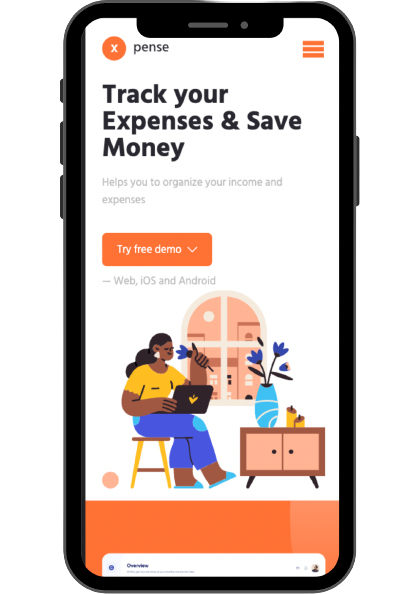 x pense
Track your
Expenses & Save
Money
Helps you to organize your income and
expenses
Try free demo
— Web, iOS and Android
Overview